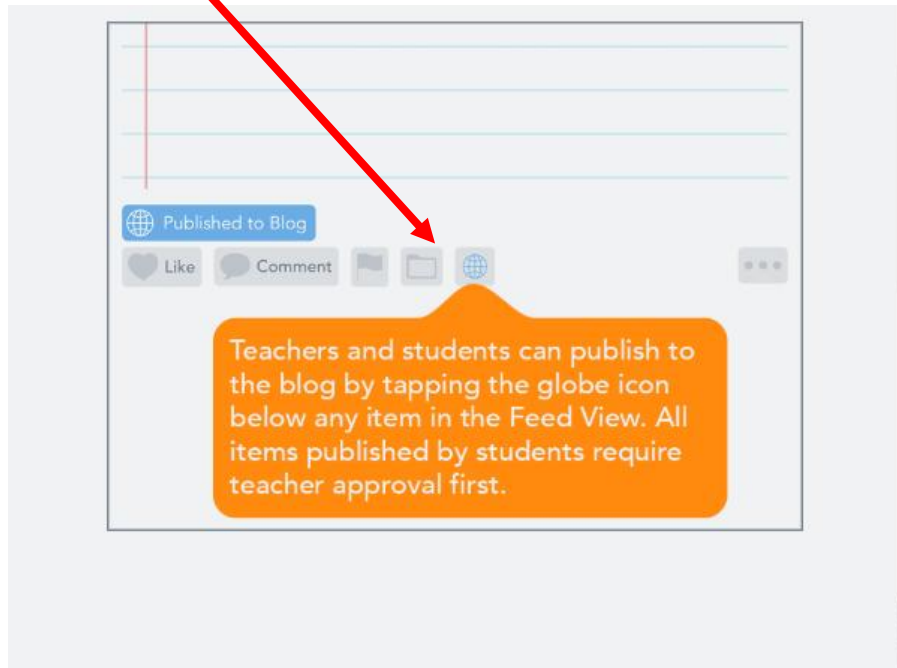 Published to Blog
Like Comment
Teachers and students can publish to
the blog by tapping the globe icon
below any item in the Feed View. All
items published by students require
teacher approval first.